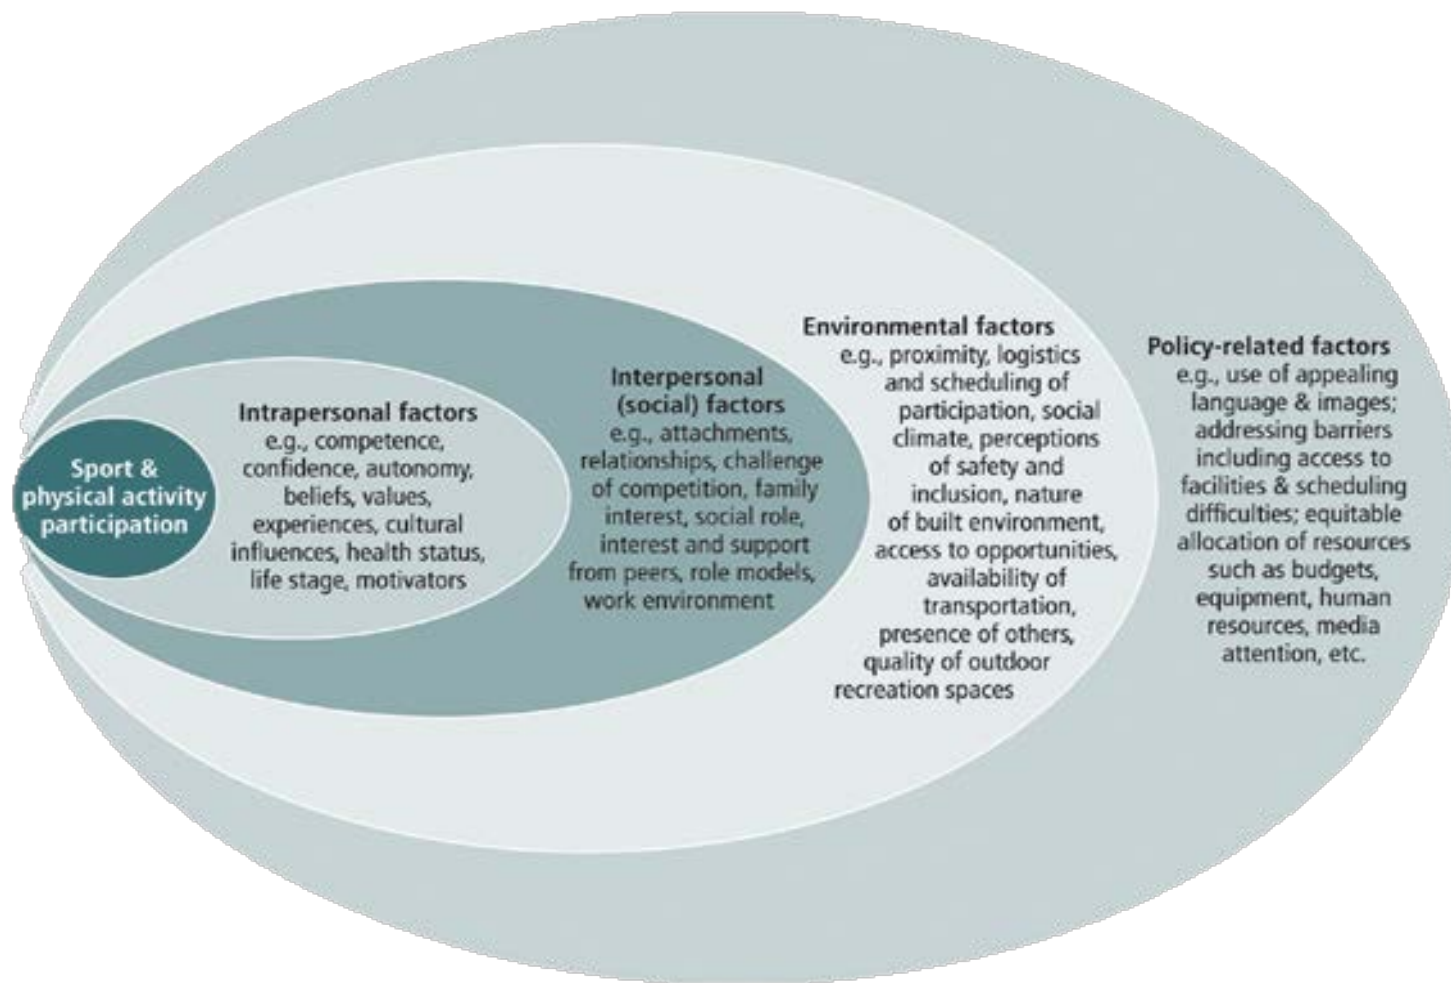 Sport &
physical activity
participation
Intrapersonal factors
e.g., competence,
confidence, autonomy,
beliefs, values,
experiences, cultural
influences, health status,
life stage, motivators
Interpersonal
(social) factors
e.g., attachments,
relationships, challenge
of competition, family
interest, social role,
interest and support
from peers, role models,
work environment
Environmental factors
e.g., proximity, logistics
and scheduling of
participation, social
climate, perceptions
of safety and
inclusion, nature
of built environment,
access to opportunities,
availability of
transportation,
presence of others,
quality of outdoor
recreation spaces
Policy-related factors
e.g., use of appealing
language & images;
addressing barriers
including access to
facilities & scheduling
difficulties; equitable
allocation of resources
such as budgets,
equipment, human
resources, media
attention, etc.